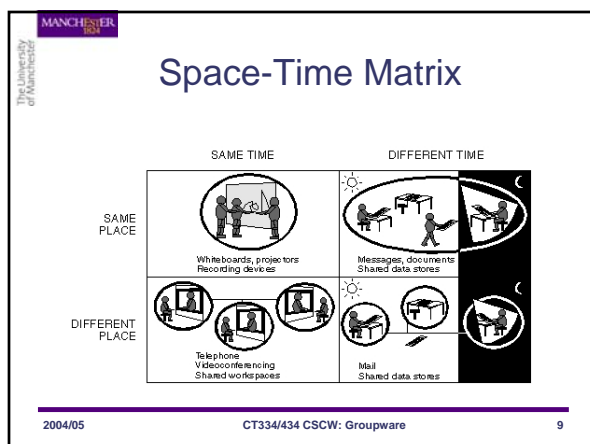 MANCHESTER
1824
The University
of Manchester
Space-Time Matrix
SAME TIME
DIFFERENT TIME
SAME
PLACE
Whiteboards, projectors
Recording devices
Messages, documents
Shared data stores
DIFFERENT
PLACE
Telephone
Videoconferencing
Shared workspaces
Mail
Shared data stores
2004/05
CT334/434 CSCW: Groupware
9